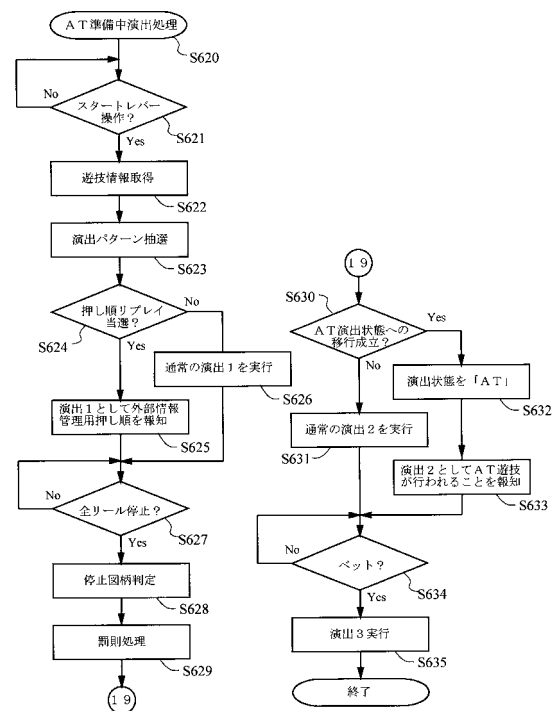 ＡＴ準備中演出処理
S620
No
スタートレバー
操作？
S621
Yes
遊技情報取得
S622
演出パターン抽選
S623
押し順リプレイ
当選？
No
S624
Yes
通常の演出１を実行
S626
演出１として外部情報
管理用押し順を報知
S625
No
全リール停止？
S627
Yes
停止図柄判定
S628
罰則処理
S629
１９
１９
S630
ＡＴ演出状態への
移行成立？
Yes
No
演出状態を「ＡＴ」
S632
通常の演出２を実行
S631
演出２としてＡＴ遊技
が行われることを報知
S633
No
ベット？
S634
Yes
演出３実行
S635
終了